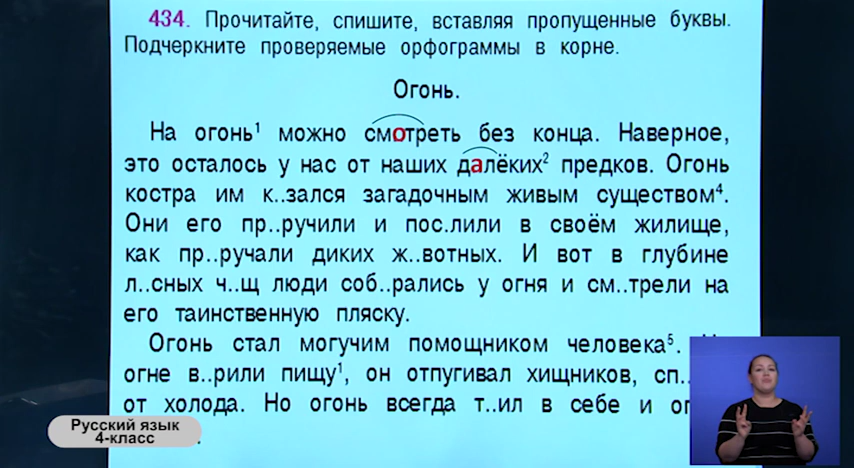 434. Прочитайте, спишите, вставляя пропущенные буквы.
Подчеркните проверяемые орфограммы в корне.
Огонь.
На огонь¹ можно смотреть без конца. Наверное,
это осталось у нас от наших далёких² предков. Огонь
костра им к..зался загадочным живым существом⁴.
Они его пр..ручили и пос.лили в своём жилище,
как пр..ручали диких ж..вотных. И вот в глубине
л..сных ч..щ люди соб..рались у огня и см..трели на
его таинственную пляску.
Огонь стал могучим помощником человека⁵.
огне в..рили пищу¹, он отпугивал хищников,
от холода. Но огонь всегда т..ил в себе и
Русский язык
4-класс